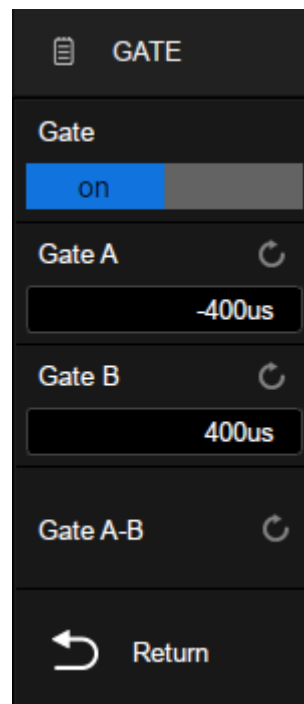 GATE
Gate
on
Gate A
-400us
Gate B
400us
Gate A-B
Return